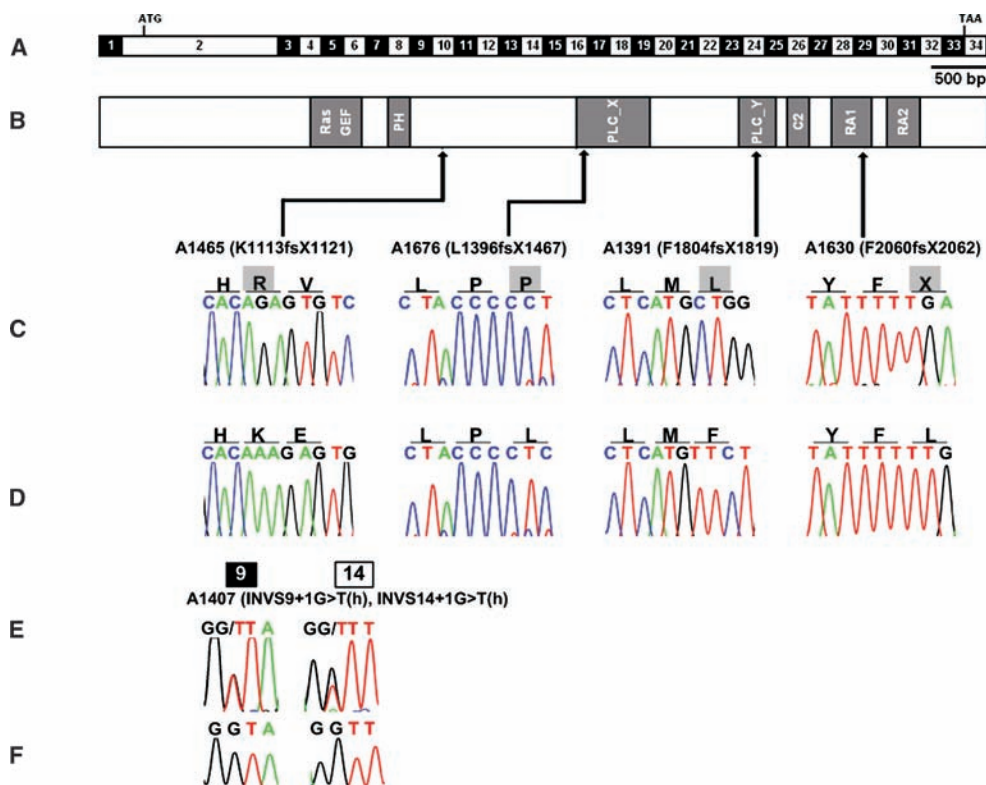 ATG TAA
A 1 2 3 4 5 6 7 8 9 10 11 12 13 14 15 16 17 18 19 20 21 22 23 24 25 26 27 28 29 30 31 32 33 34
500 bp
B Ras GEF PH PLC_X PLC_Y C2 RA1 RA2
A1465 (K1113fsX1121) A1676 (L1396fsX1467) A1391 (F1804fsX1819) A1630 (F2060fsX2062)
H R V L P P L M L Y F X
C CACAGAGTGTC CTACCCCCT CTCATGCTGG TATTTTTGA
H K E L P L L M F Y F L
D CACAAAGAGTG CTACCCCTC CTCATGTTCT TATTTTTTG
9 14
A1407 (INVS9+1G>T(h), INVS14+1G>T(h)
E GG/TTA GG/TTT
F GGTA GGTT